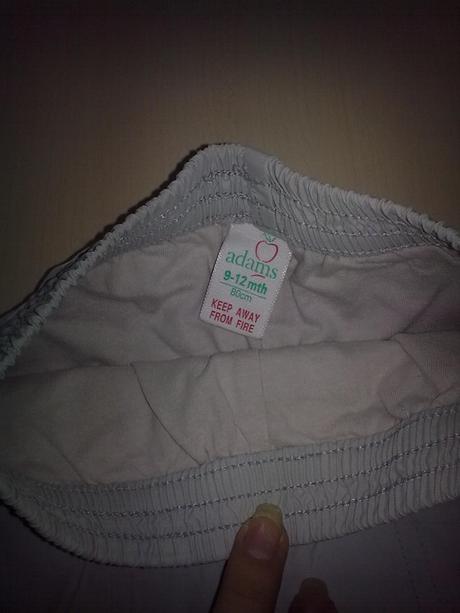 adams
9-12 mth
80cm
KEEP AWAY
FROM FIRE